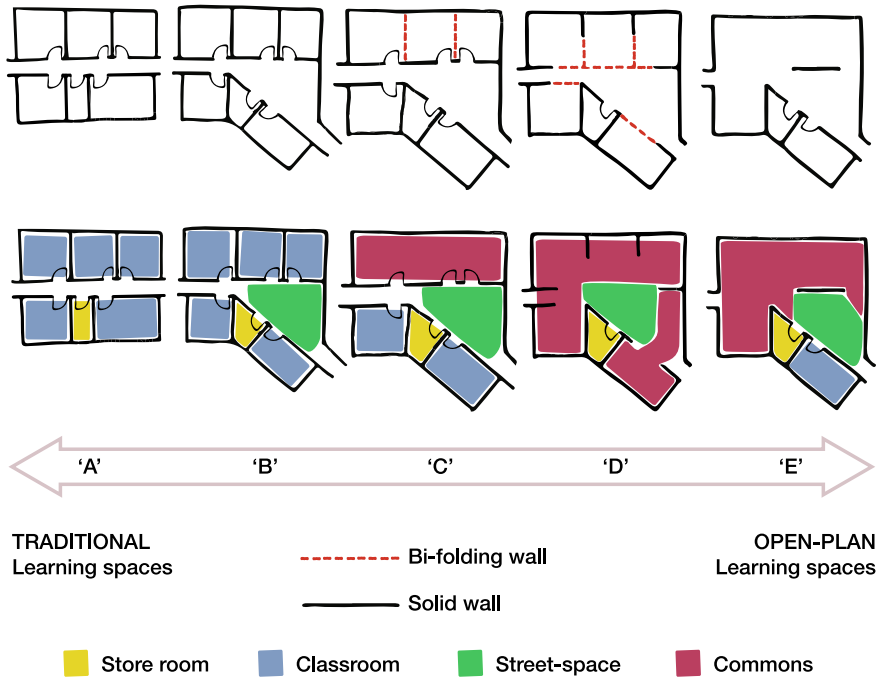 ‘A’ ‘B’ ‘C’ ‘D’ ‘E’
TRADITIONAL
Learning spaces
Bi-folding wall
Solid wall
OPEN-PLAN
Learning spaces
Store room Classroom Street-space Commons